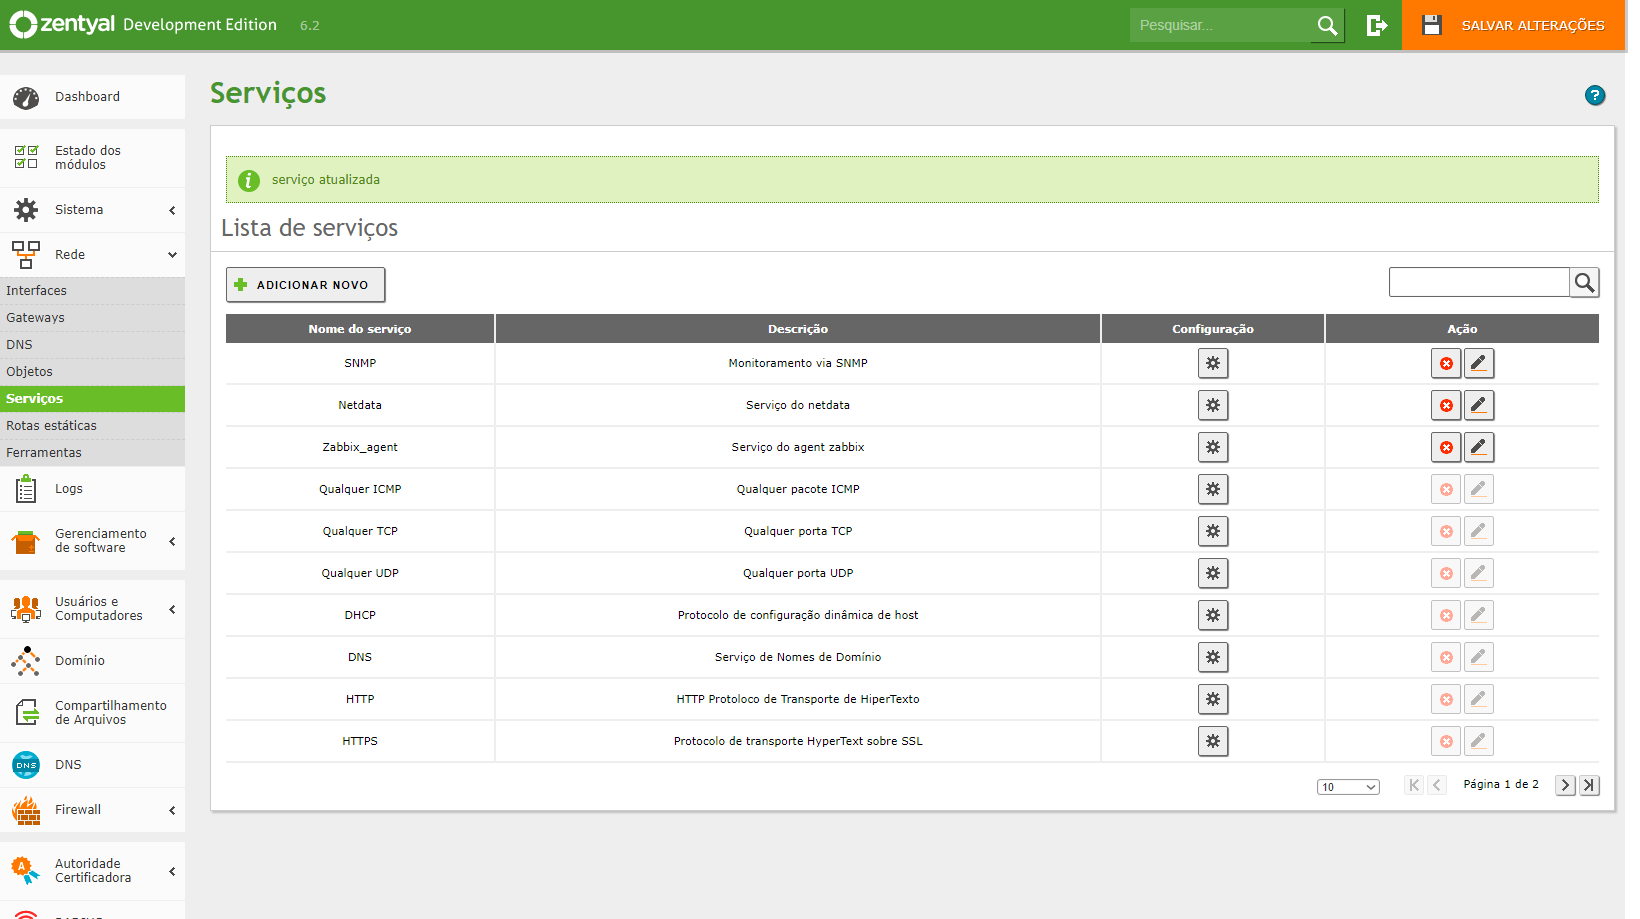 zentyal Development Edition 6.2
Pesquisar...
SALVAR ALTERAÇÕES
Dashboard
Estado dos
módulos
Sistema
Rede
Interfaces
Gateways
DNS
Objetos
Serviços
Rotas estáticas
Ferramentas
Logs
Gerenciamento
de software
Usuários e
Computadores
Domínio
Compartilhamento
de Arquivos
DNS
DNS
Firewall
A
Autoridade
Certificadora
Serviços
?
i serviço atualizada
Lista de serviços
ADICIONAR NOVO
Nome do serviço Descrição Configuração Ação
SNMP Monitoramento via SNMP
Netdata Serviço do netdata
Zabbix_agent Serviço do agent zabbix
Qualquer ICMP Qualquer pacote ICMP
Qualquer TCP Qualquer porta TCP
Qualquer UDP Qualquer porta UDP
DHCP Protocolo de configuração dinâmica de host
DNS Serviço de Nomes de Domínio
HTTP HTTP Protoloco de Transporte de HiperTexto
HTTPS Protocolo de transporte HyperText sobre SSL
10 Página 1 de 2